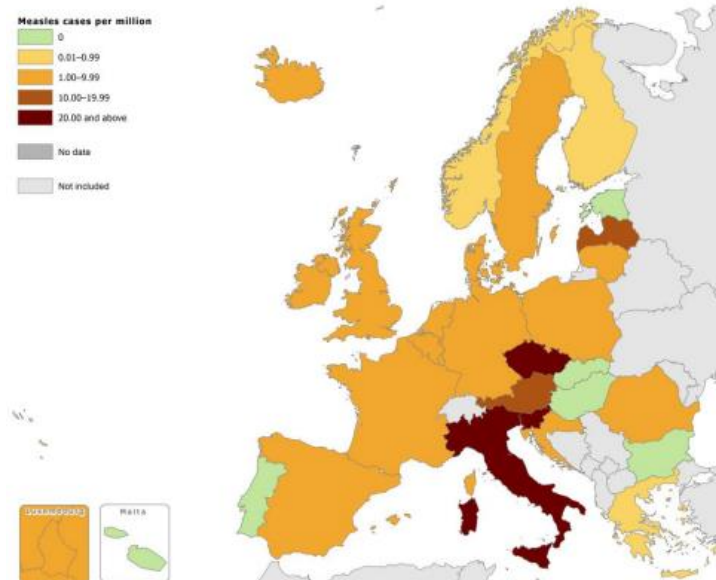 Measles cases per million
0
0.01–0.99
1.00–9.99
10.00–19.99
20.00 and above
No data
Not included
Luxembourg
Malta